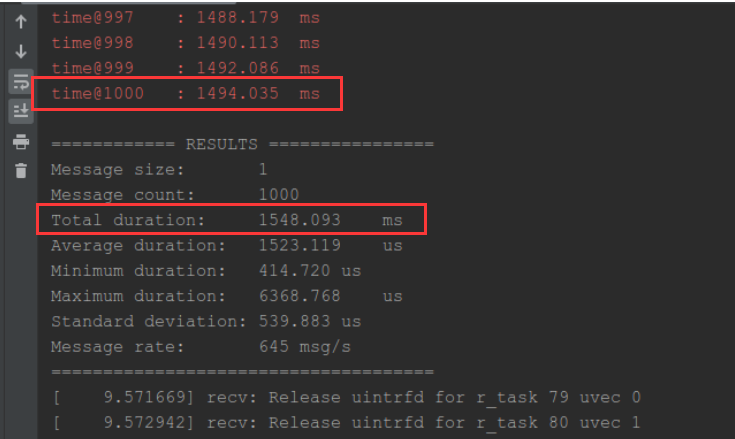 time@997    : 1488.179  ms
time@998    : 1490.113  ms
time@999    : 1492.086  ms
time@1000   : 1494.035  ms
============ RESULTS ================
Message size:       1
Message count:      1000
Total duration:     1548.093    ms
Average duration:   1523.119    us
Minimum duration:   414.720 us
Maximum duration:   6368.768    us
Standard deviation: 539.883 us
Message rate:       645 msg/s
=====================================
[    9.571669] recv: Release uintrfd for r_task 79 uvec 0
[    9.572942] recv: Release uintrfd for r_task 80 uvec 1